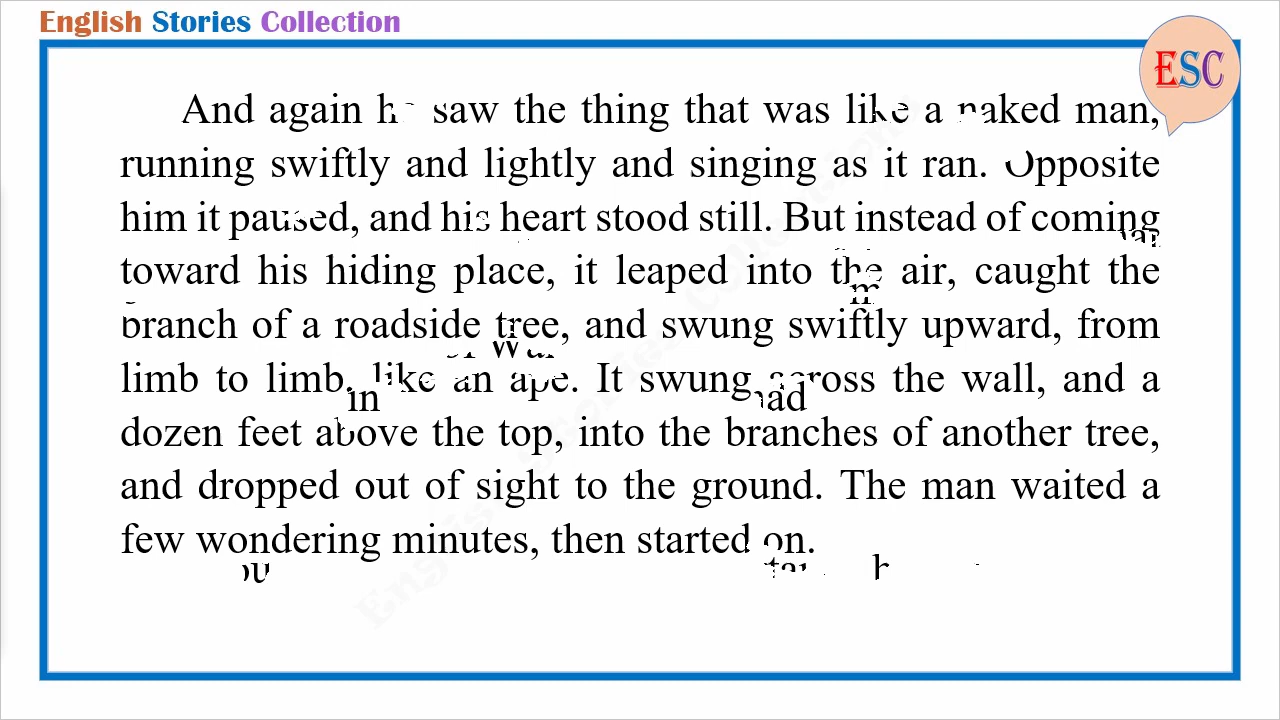 English Stories Collection
ESC
And again he saw the thing that was like a naked man,
running swiftly and lightly and singing as it ran. Opposite
him it paused, and his heart stood still. But instead of coming
toward his hiding place, it leaped into the air, caught the
branch of a roadside tree, and swung swiftly upward, from
limb to limb, like an ape. It swung across the wall, and a
dozen feet above the top, into the branches of another tree,
and dropped out of sight to the ground. The man waited a
few wondering minutes, then started on.